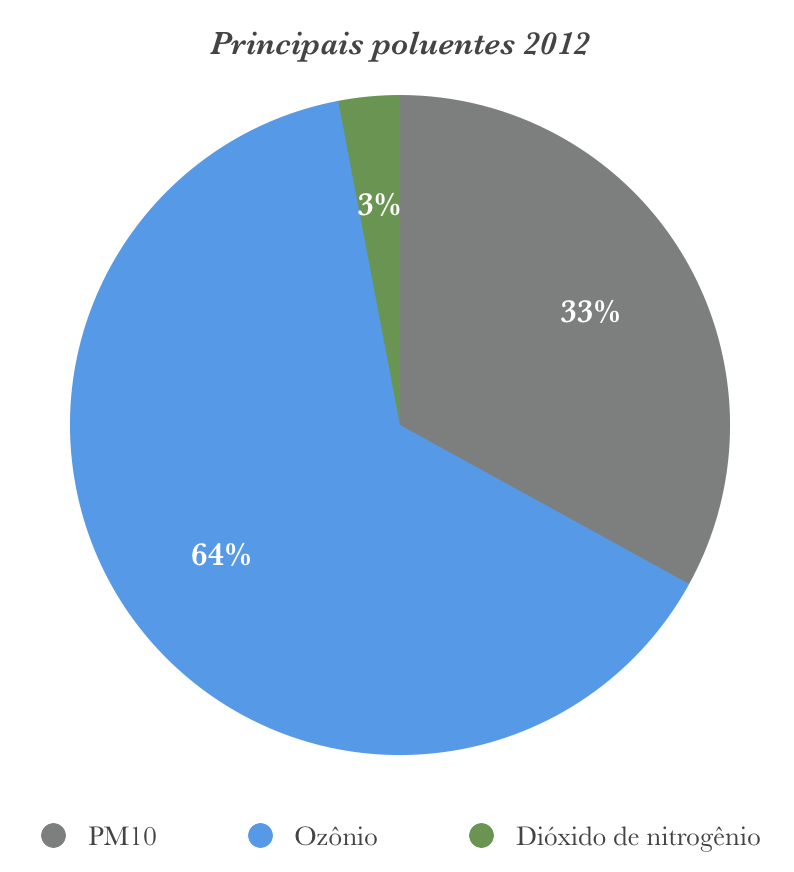 Principais poluentes 2012
3%
33%
64%
PM10
Ozônio
Dióxido de nitrogênio